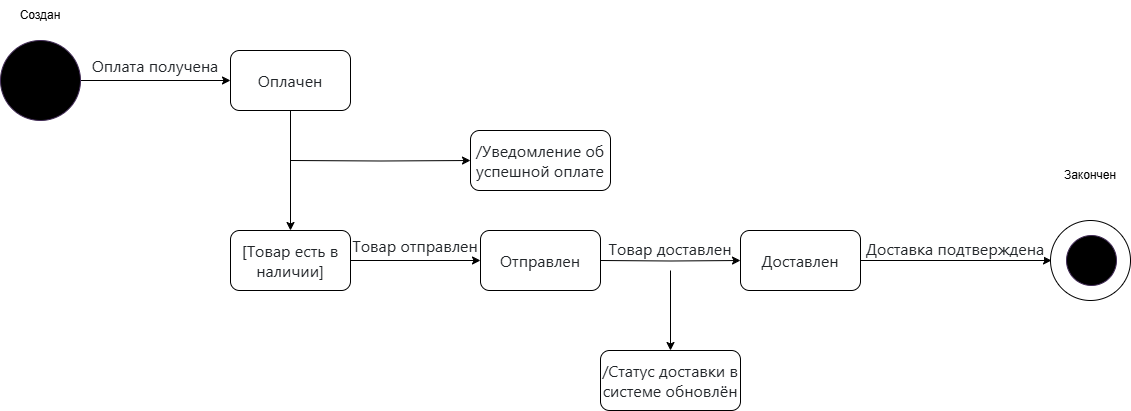 Создан
Оплата получена
Оплачен
/Уведомление об
успешной оплате
Закончен
[Товар есть в
наличии]
Товар отправлен
Отправлен
Товар доставлен
Доставлен
Доставка подтверждена
/Статус доставки в
системе обновлён